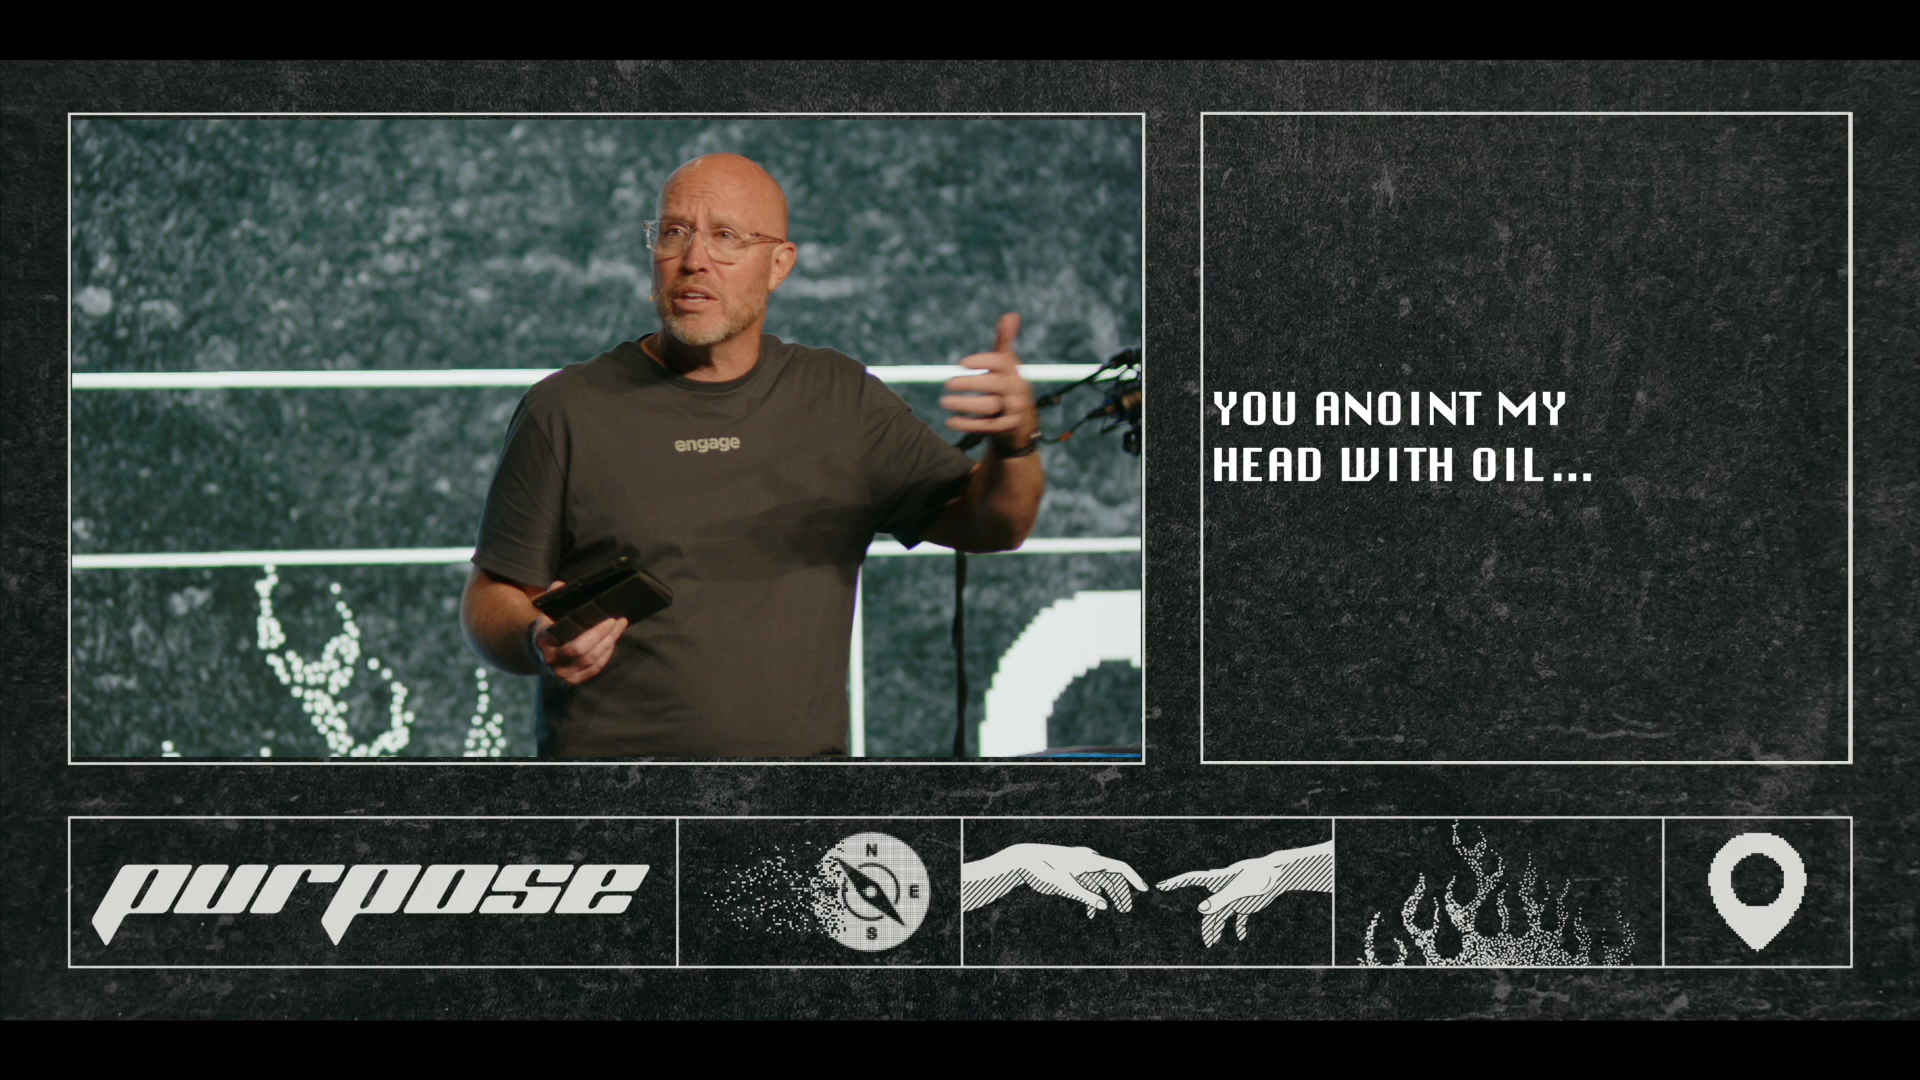 engage
YOU ANOINT MY
HEAD WITH OIL...
purpose
N
E
S